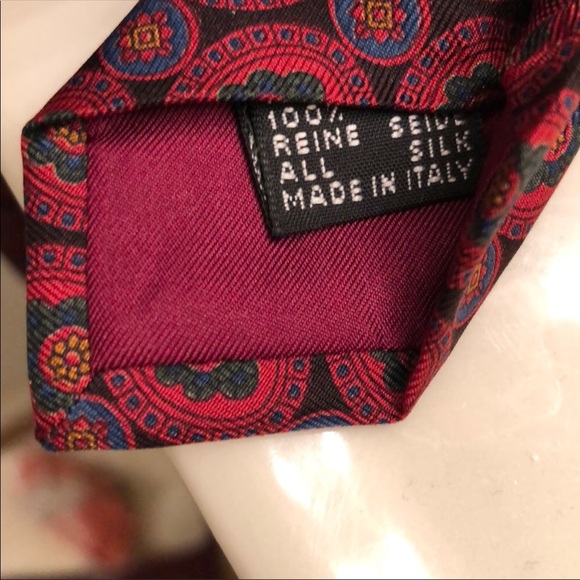 100%
REINE SEIDE
ALL SILK
MADE IN ITALY